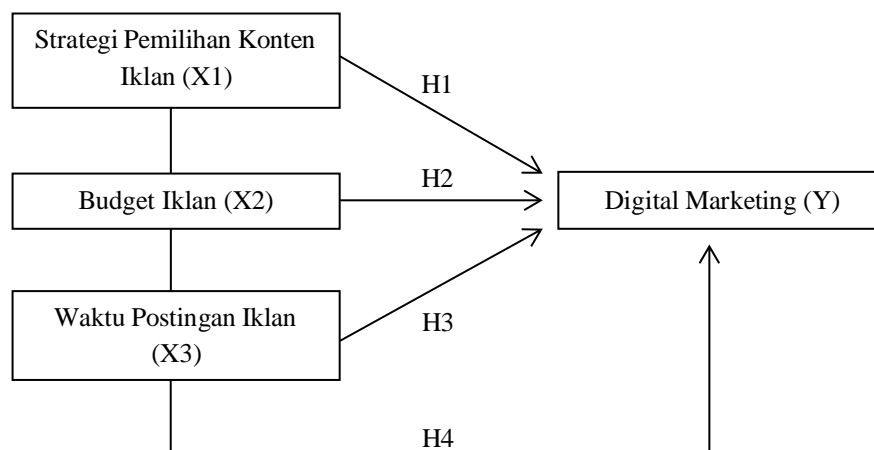 Strategi Pemilihan Konten
Iklan (X1)
H1
Budget Iklan (X2)
H2
Digital Marketing (Y)
Waktu Postingan Iklan
(X3)
H3
H4